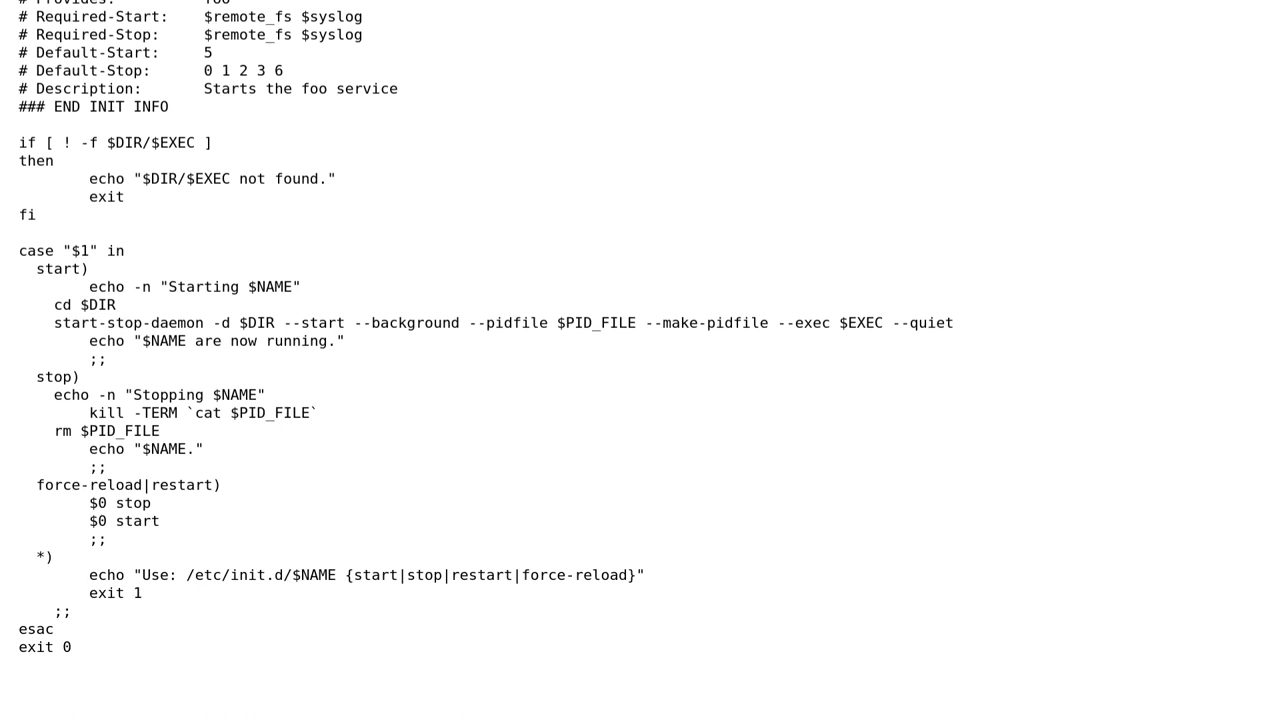 # Provides:          foo
# Required-Start:    $remote_fs $syslog
# Required-Stop:     $remote_fs $syslog
# Default-Start:     5
# Default-Stop:      0 1 2 3 6
# Description:       Starts the foo service
### END INIT INFO

if [ ! -f $DIR/$EXEC ]
then
        echo "$DIR/$EXEC not found."
        exit
fi

case "$1" in
  start)
        echo -n "Starting $NAME"
    cd $DIR
    start-stop-daemon -d $DIR --start --background --pidfile $PID_FILE --make-pidfile --exec $EXEC --quiet
        echo "$NAME are now running."
        ;;
  stop)
    echo -n "Stopping $NAME"
        kill -TERM `cat $PID_FILE`
    rm $PID_FILE
        echo "$NAME."
        ;;
  force-reload|restart)
        $0 stop
        $0 start
        ;;
  *)
        echo "Use: /etc/init.d/$NAME {start|stop|restart|force-reload}"
        exit 1
    ;;
esac
exit 0